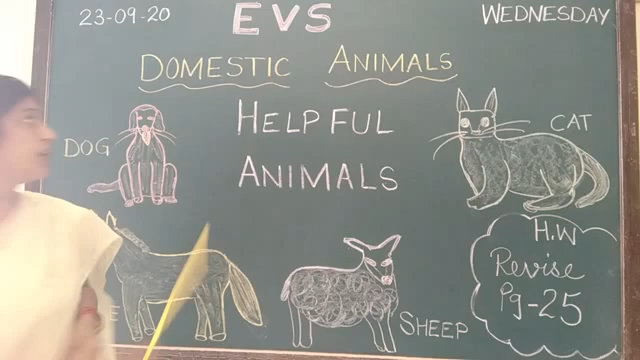 23-09-20 EVS WEDNESDAY
DOMESTIC ANIMALS
HELPFUL
ANIMALS
DOG
CAT
SHEEP
H.W
Revise
Pg-25